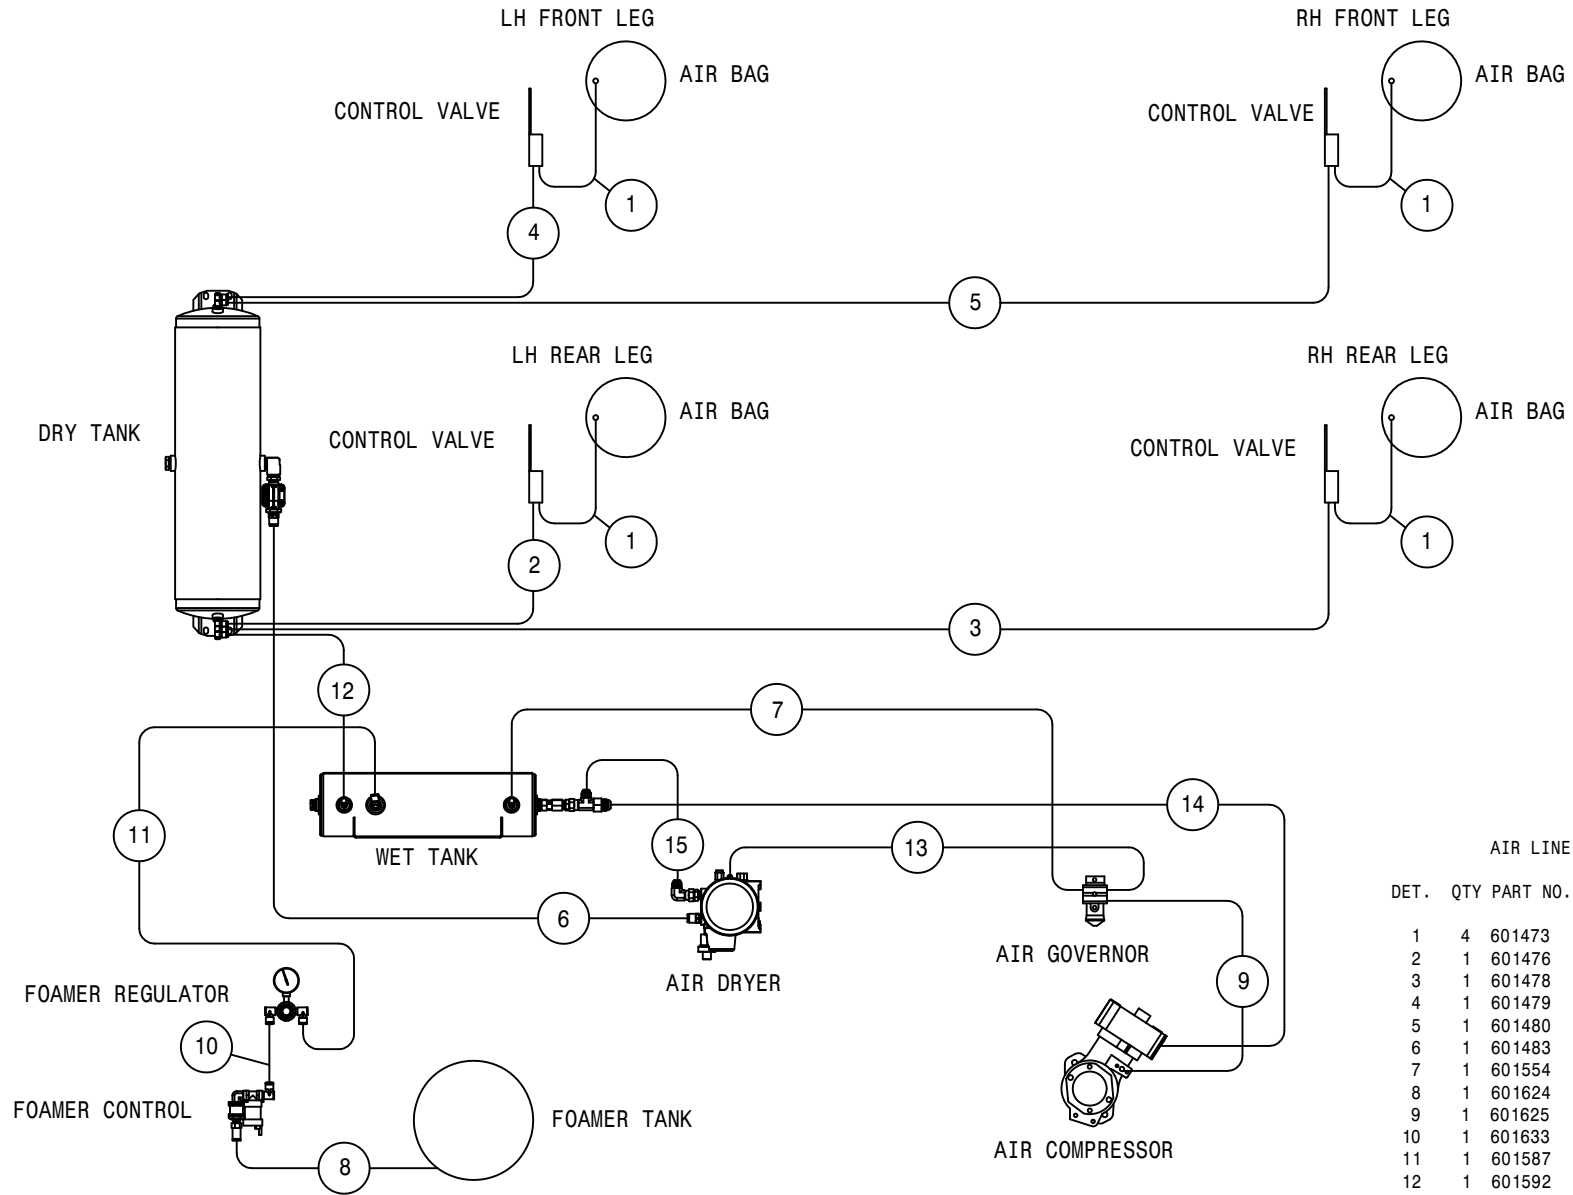 LH FRONT LEG
RH FRONT LEG
AIR BAG
AIR BAG
CONTROL VALVE
CONTROL VALVE
1
1
4
5
LH REAR LEG
RH REAR LEG
AIR BAG
AIR BAG
DRY TANK
CONTROL VALVE
CONTROL VALVE
1
1
2
3
12
7
14
11
15
13
WET TANK
6
AIR GOVERNOR
AIR DRYER
9
FOAMER REGULATOR
10
FOAMER CONTROL
FOAMER TANK
AIR COMPRESSOR
8
AIR LINE
DET. QTY PART NO.
1 4 601473
2 1 601476
3 1 601478
4 1 601479
5 1 601480
6 1 601483
7 1 601554
8 1 601624
9 1 601625
10 1 601633
11 1 601587
12 1 601592